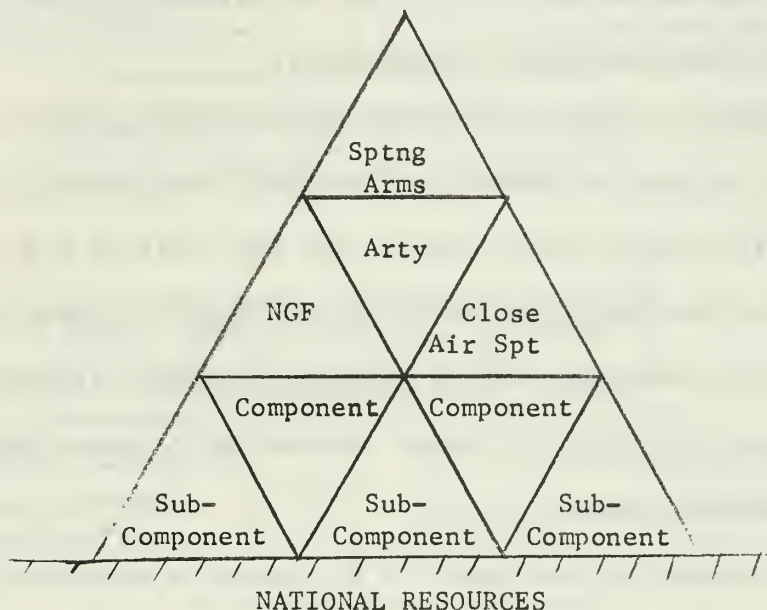 Sptng
Arms
Arty
NGF
Close
Air Spt
Component
Component
Sub-
Component
Sub-
Component
Sub-
Component
NATIONAL RESOURCES